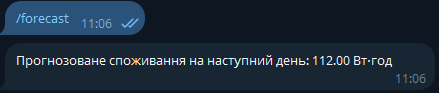 /forecast
11:06
Прогнозоване споживання на наступний день: 112.00 Вт·год
11:06